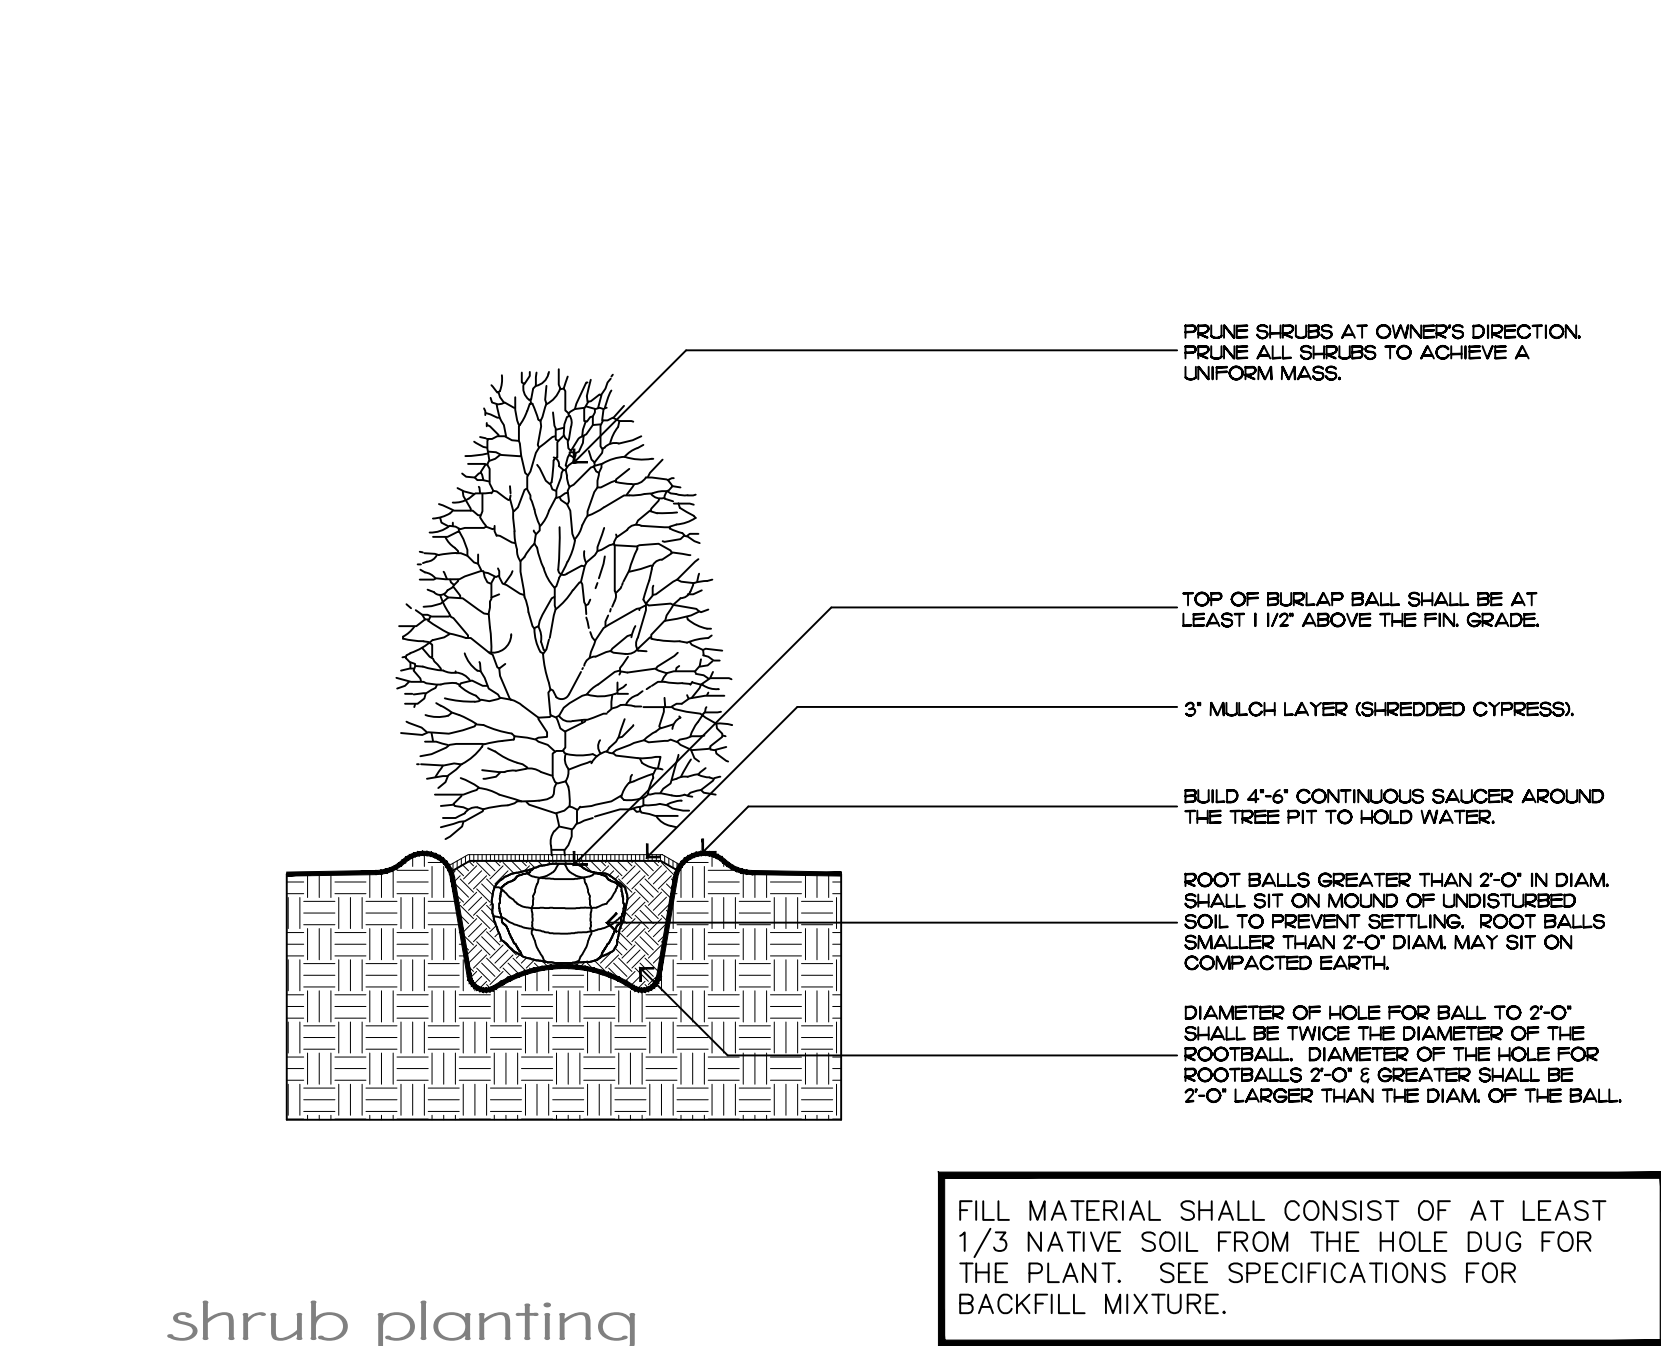 PRUNE SHRUBS AT OWNER'S DIRECTION.
PRUNE ALL SHRUBS TO ACHIEVE A
UNIFORM MASS.
TOP OF BURLAP BALL SHALL BE AT
LEAST 1 1/2" ABOVE THE FIN. GRADE.
3" MULCH LAYER (SHREDDED CYPRESS).
BUILD 4"-6" CONTINUOUS SAUCER AROUND
THE TREE PIT TO HOLD WATER.
ROOT BALLS GREATER THAN 2'-0" IN DIAM.
SHALL SIT ON MOUND OF UNDISTURBED
SOIL TO PREVENT SETTLING. ROOT BALLS
SMALLER THAN 2'-0" DIAM. MAY SIT ON
COMPACTED EARTH.
DIAMETER OF HOLE FOR BALL TO 2'-0"
SHALL BE TWICE THE DIAMETER OF THE
ROOTBALL. DIAMETER OF THE HOLE FOR
ROOTBALLS 2'-0" & GREATER SHALL BE
2'-0" LARGER THAN THE DIAM. OF THE BALL.
FILL MATERIAL SHALL CONSIST OF AT LEAST
1/3 NATIVE SOIL FROM THE HOLE DUG FOR
THE PLANT. SEE SPECIFICATIONS FOR
BACKFILL MIXTURE.
shrub planting